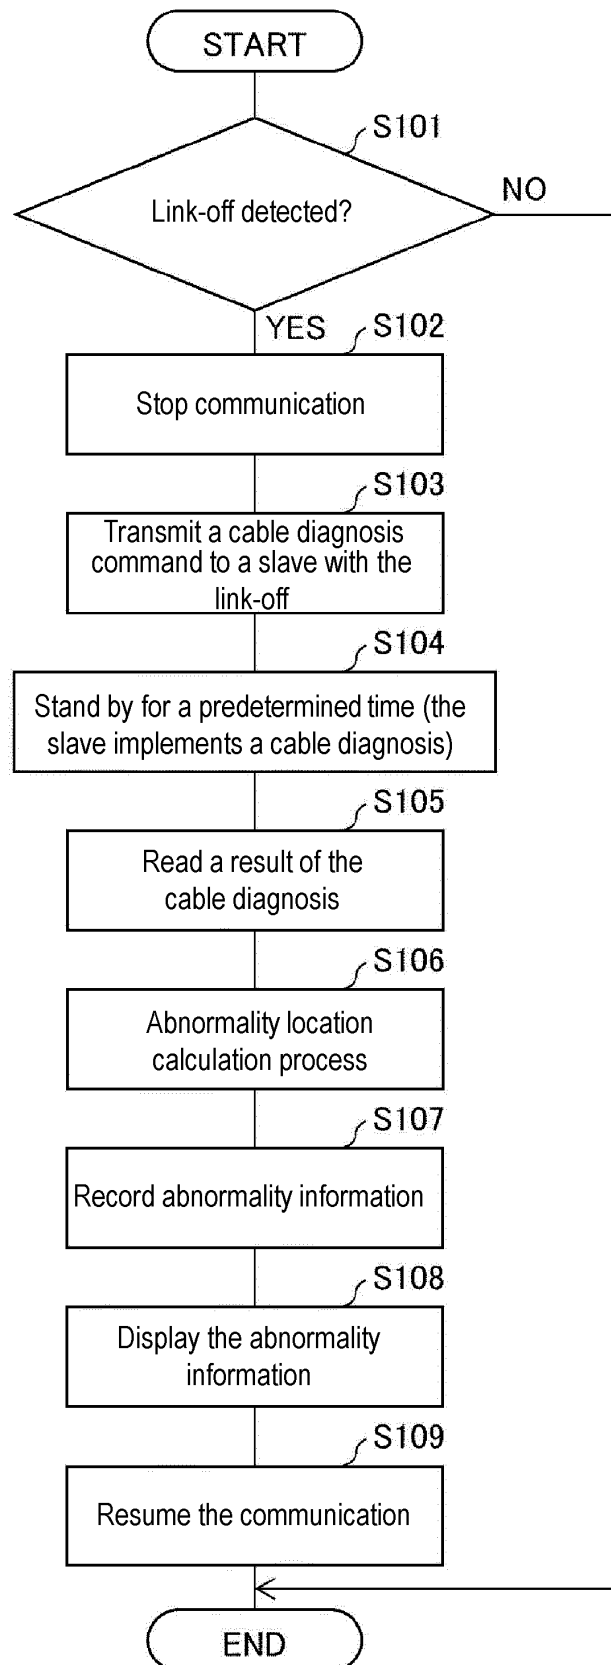 START
S101
Link-off detected?
NO
YES
S102
Stop communication
S103
Transmit a cable diagnosis
command to a slave with the
link-off
S104
Stand by for a predetermined time (the
slave implements a cable diagnosis)
S105
Read a result of the
cable diagnosis
S106
Abnormality location
calculation process
S107
Record abnormality information
S108
Display the abnormality
information
S109
Resume the communication
END